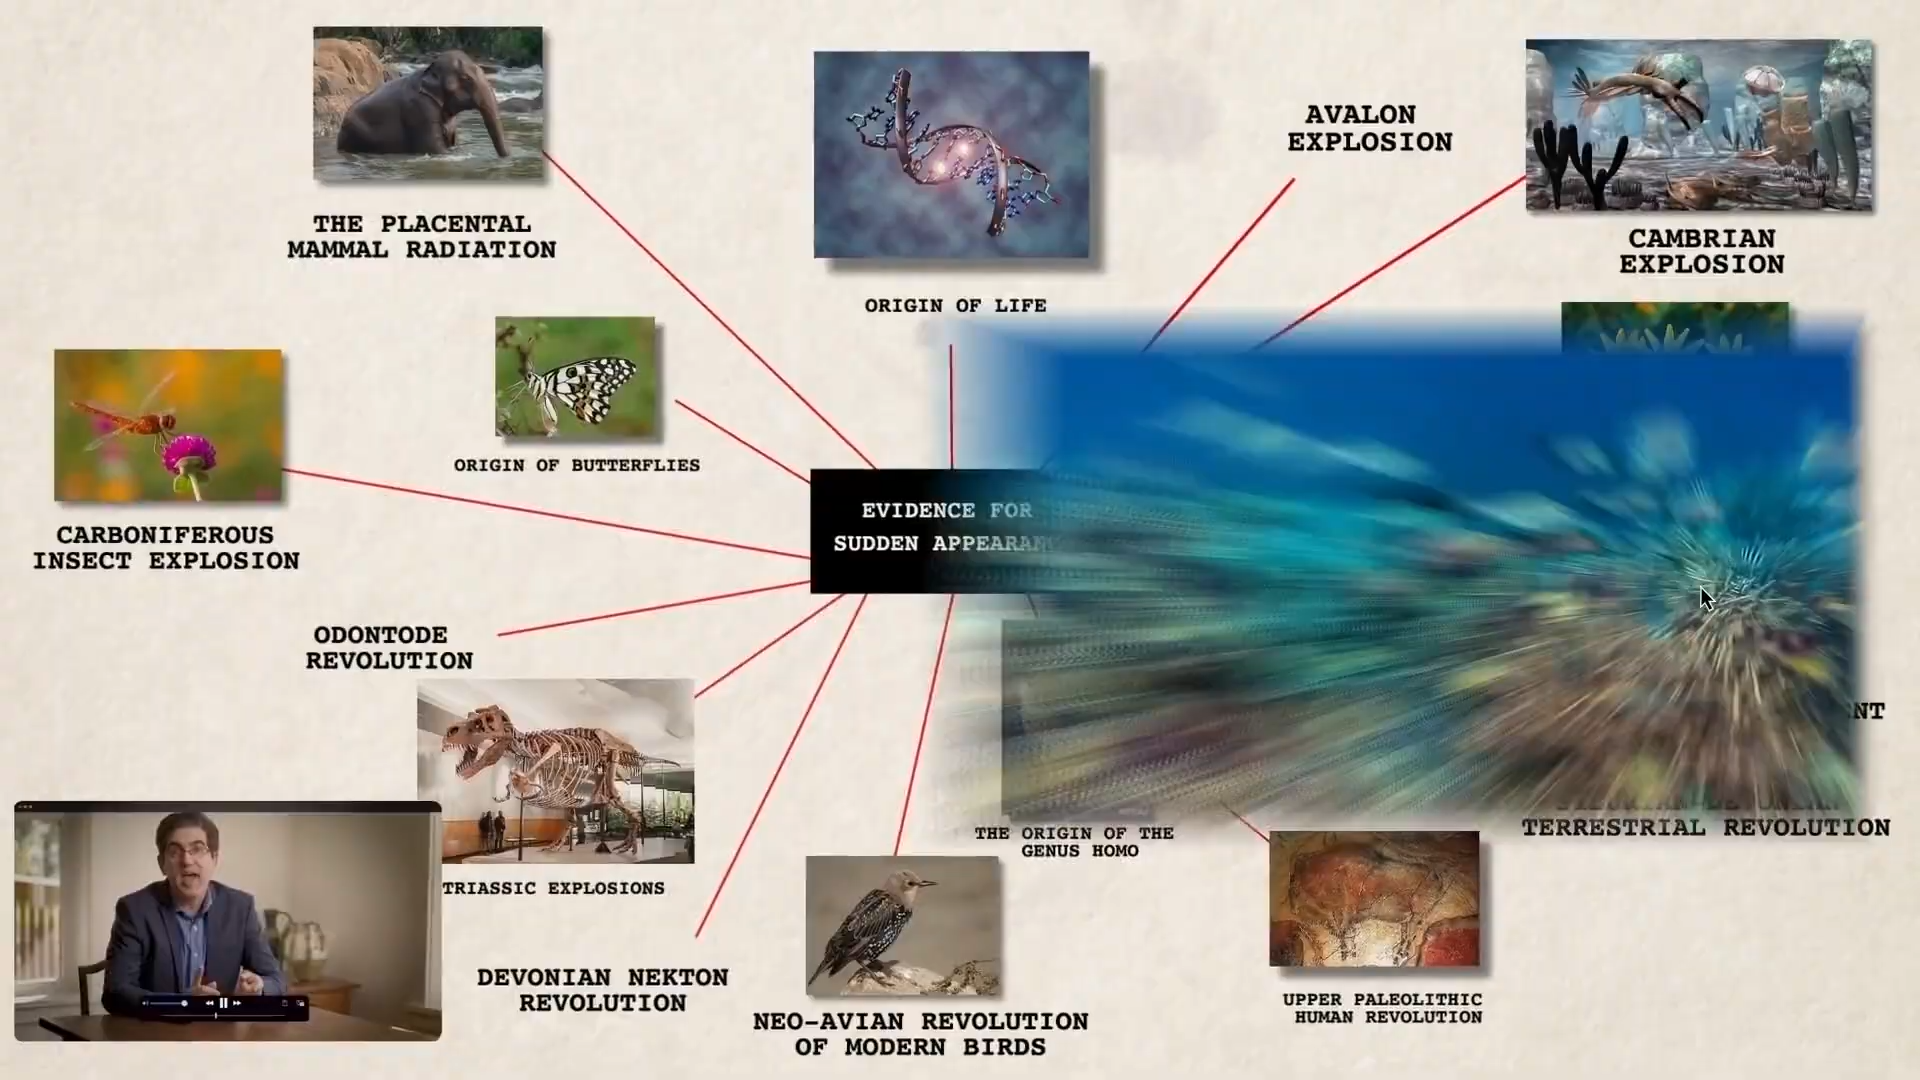 AVALON
EXPLOSION
THE PLACENTAL
MAMMAL RADIATION
CAMBRIAN
EXPLOSION
ORIGIN OF LIFE
ORIGIN OF BUTTERFLIES
EVIDENCE FOR
SUDDEN
CARBONIFEROUS
INSECT EXPLOSION
ODONTODE
REVOLUTION
TERRESTRIAL REVOLUTION
THE ORIGIN OF THE
GENUS HOMO
TRIASSIC EXPLOSIONS
DEVONIAN NEKTON
REVOLUTION
UPPER PALEOLITHIC
HUMAN REVOLUTION
NEO-AVIAN REVOLUTION
OF MODERN BIRDS